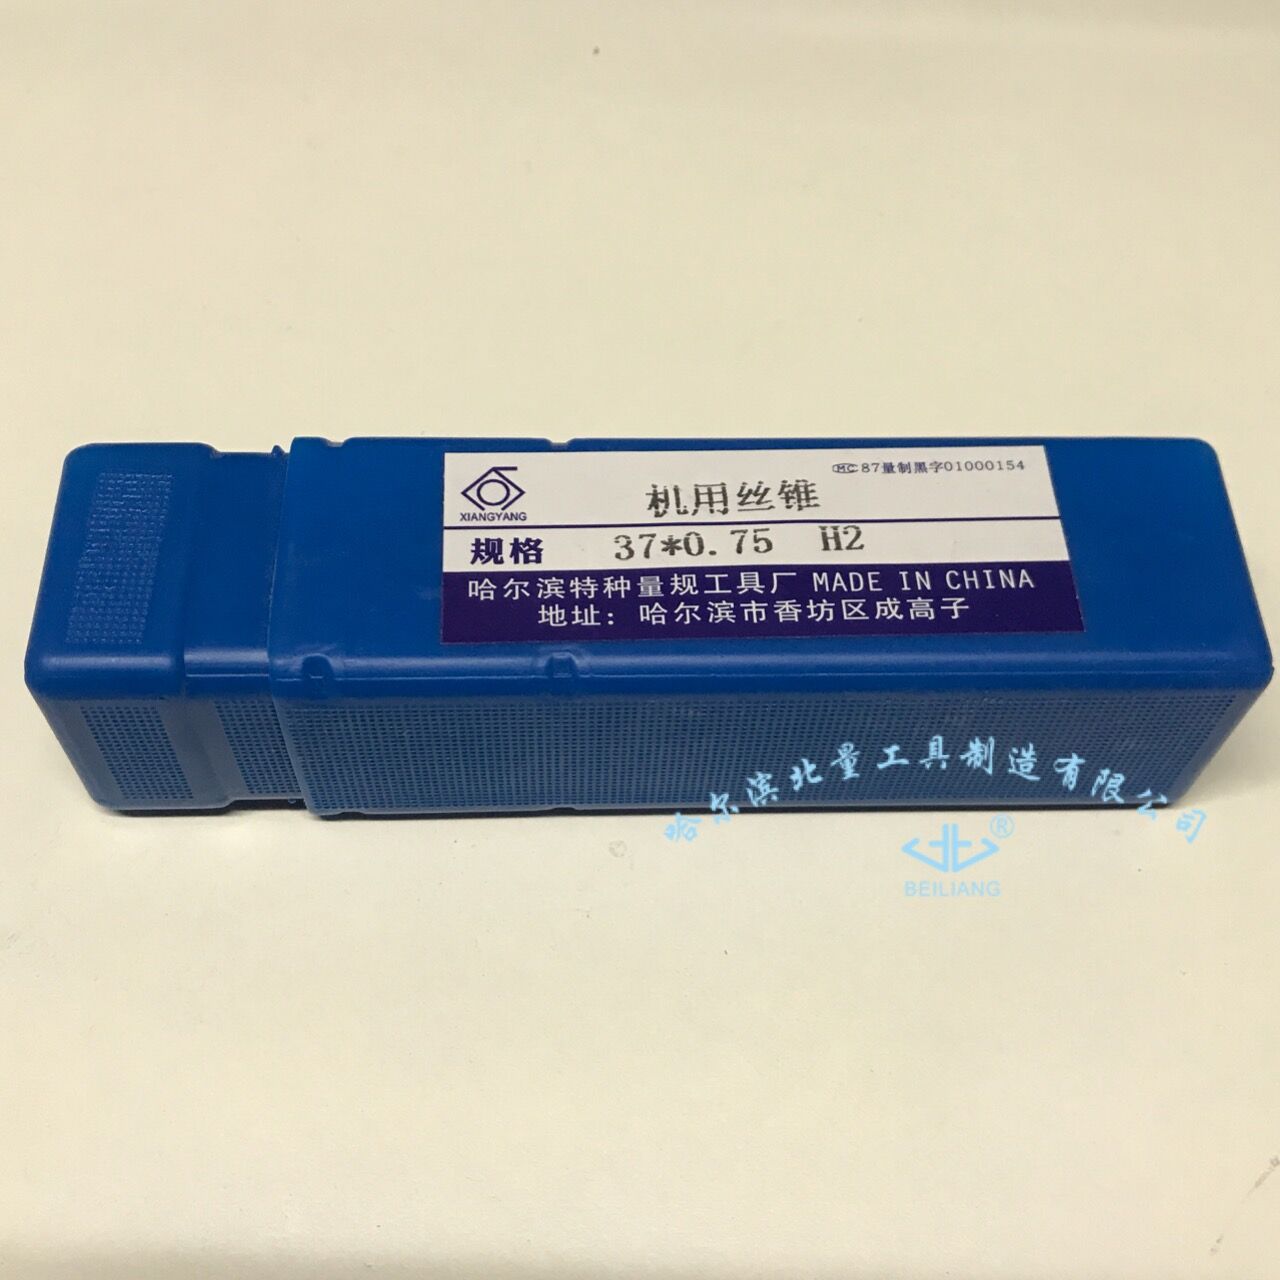 MC 87量制黑字01000154
XIANGYANG
机用丝锥
规格 37*0.75 H2
哈尔滨特种量规工具厂 MADE IN CHINA
地址：哈尔滨市香坊区成高子
哈尔滨北量工具制造有限公司
®
BEILIANG